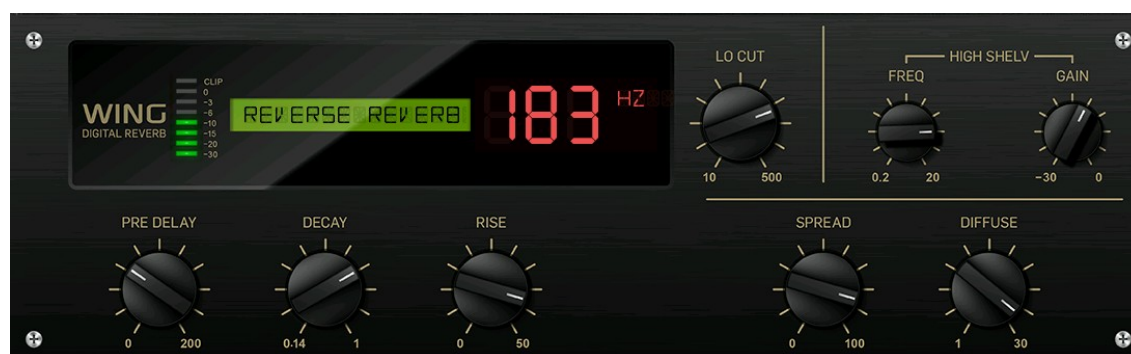 WING
DIGITAL REVERB
CLIP
0
-3
-6
-10
-15
-20
-30
REVERSE REVERB
183 HZ
LO CUT
10 500
HIGH SHELV
FREQ GAIN
0.2 20 -30 0
PRE DELAY DECAY RISE SPREAD DIFFUSE
0 200 0.14 1 0 50 0 100 1 30